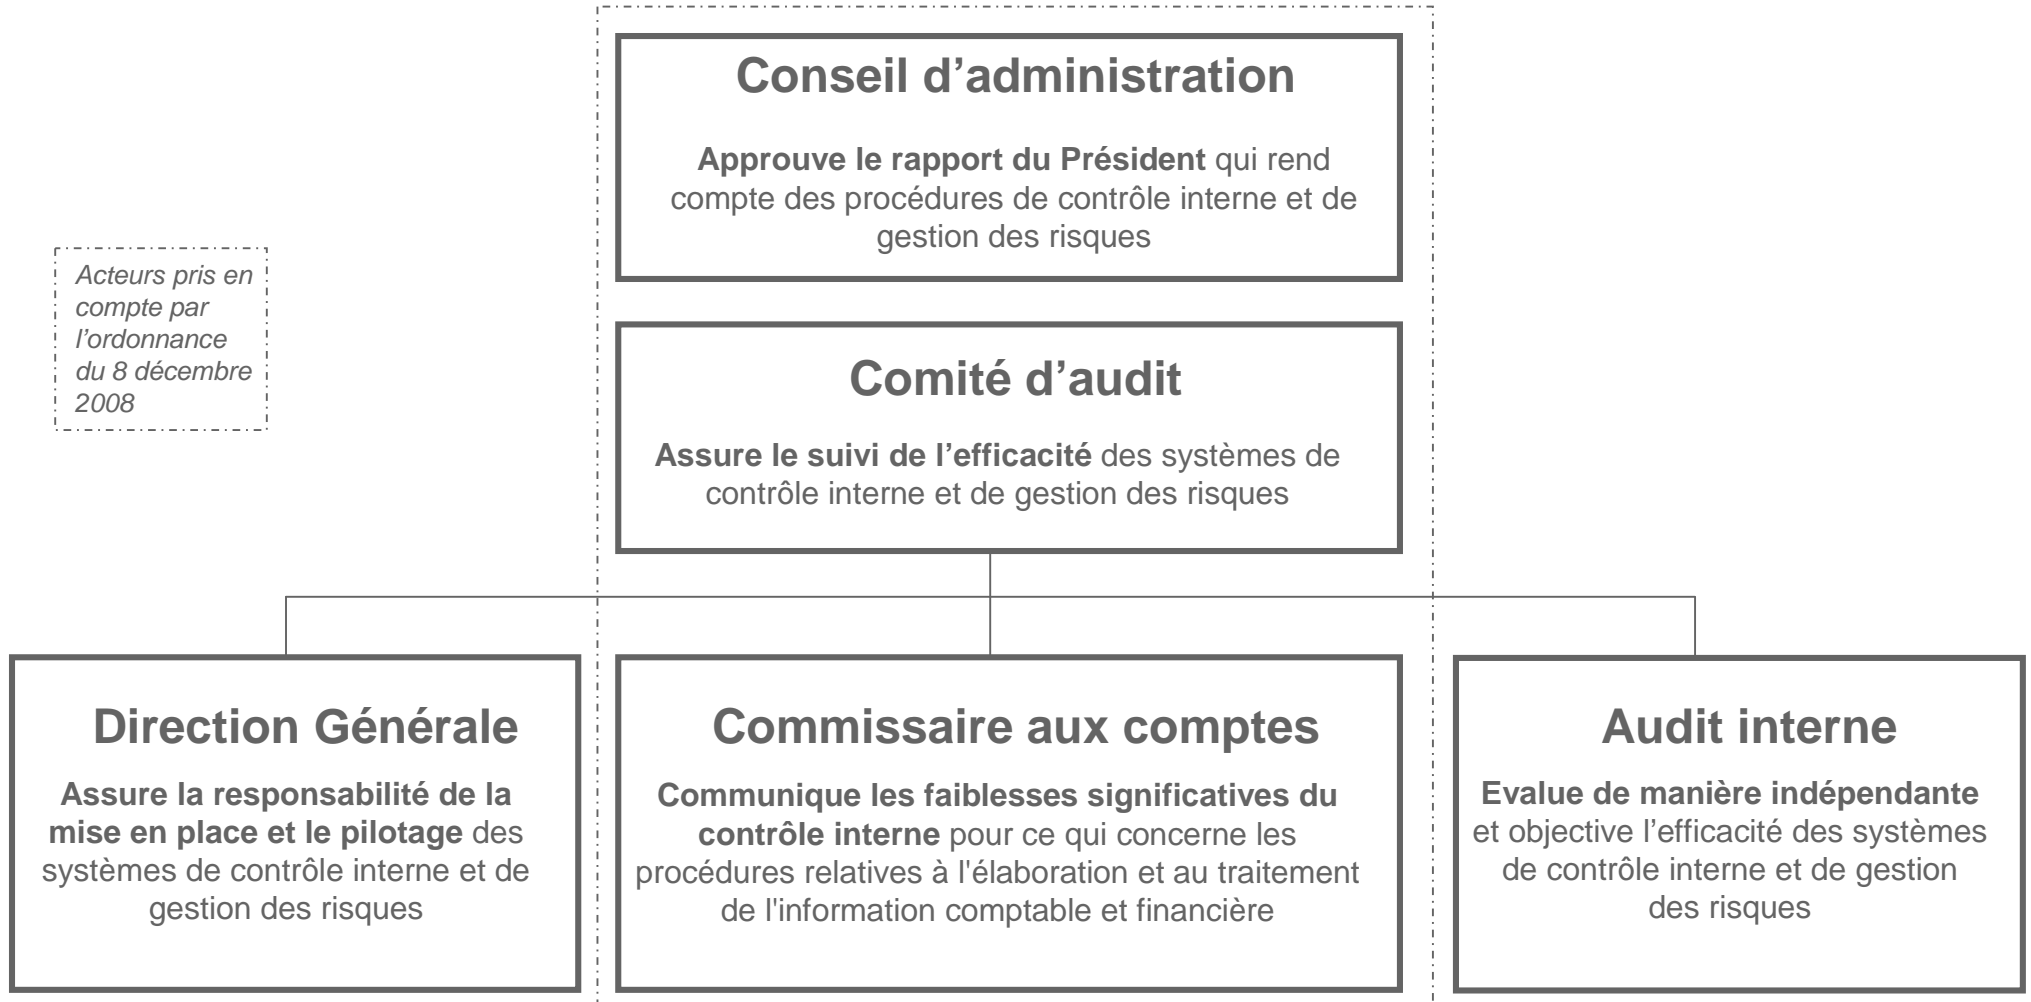 Conseil d’administration
Approuve le rapport du Président qui rend
compte des procédures de contrôle interne et de
gestion des risques
Acteurs pris en
compte par
l’ordonnance
du 8 décembre
2008
Comité d’audit
Assure le suivi de l’efficacité des systèmes de
contrôle interne et de gestion des risques
Direction Générale
Assure la responsabilité de la
mise en place et le pilotage des
systèmes de contrôle interne et de
gestion des risques
Commissaire aux comptes
Communique les faiblesses significatives du
contrôle interne pour ce qui concerne les
procédures relatives à l'élaboration et au traitement
de l'information comptable et financière
Audit interne
Evalue de manière indépendante
et objective l’efficacité des systèmes
de contrôle interne et de gestion
des risques